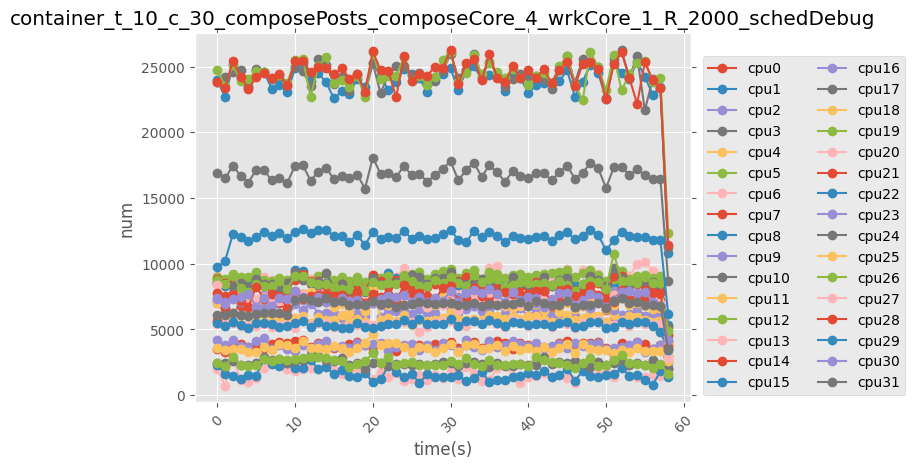 container_t_10_c_30_composePosts_composeCore_4_wrkCore_1_R_2000_schedDebug
25000
20000
15000
10000
5000
0
num
0 10 20 30 40 50 60
time(s)
cpu0 cpu16
cpu1 cpu17
cpu2 cpu18
cpu3 cpu19
cpu4 cpu20
cpu5 cpu21
cpu6 cpu22
cpu7 cpu23
cpu8 cpu24
cpu9 cpu25
cpu10 cpu26
cpu11 cpu27
cpu12 cpu28
cpu13 cpu29
cpu14 cpu30
cpu15 cpu31